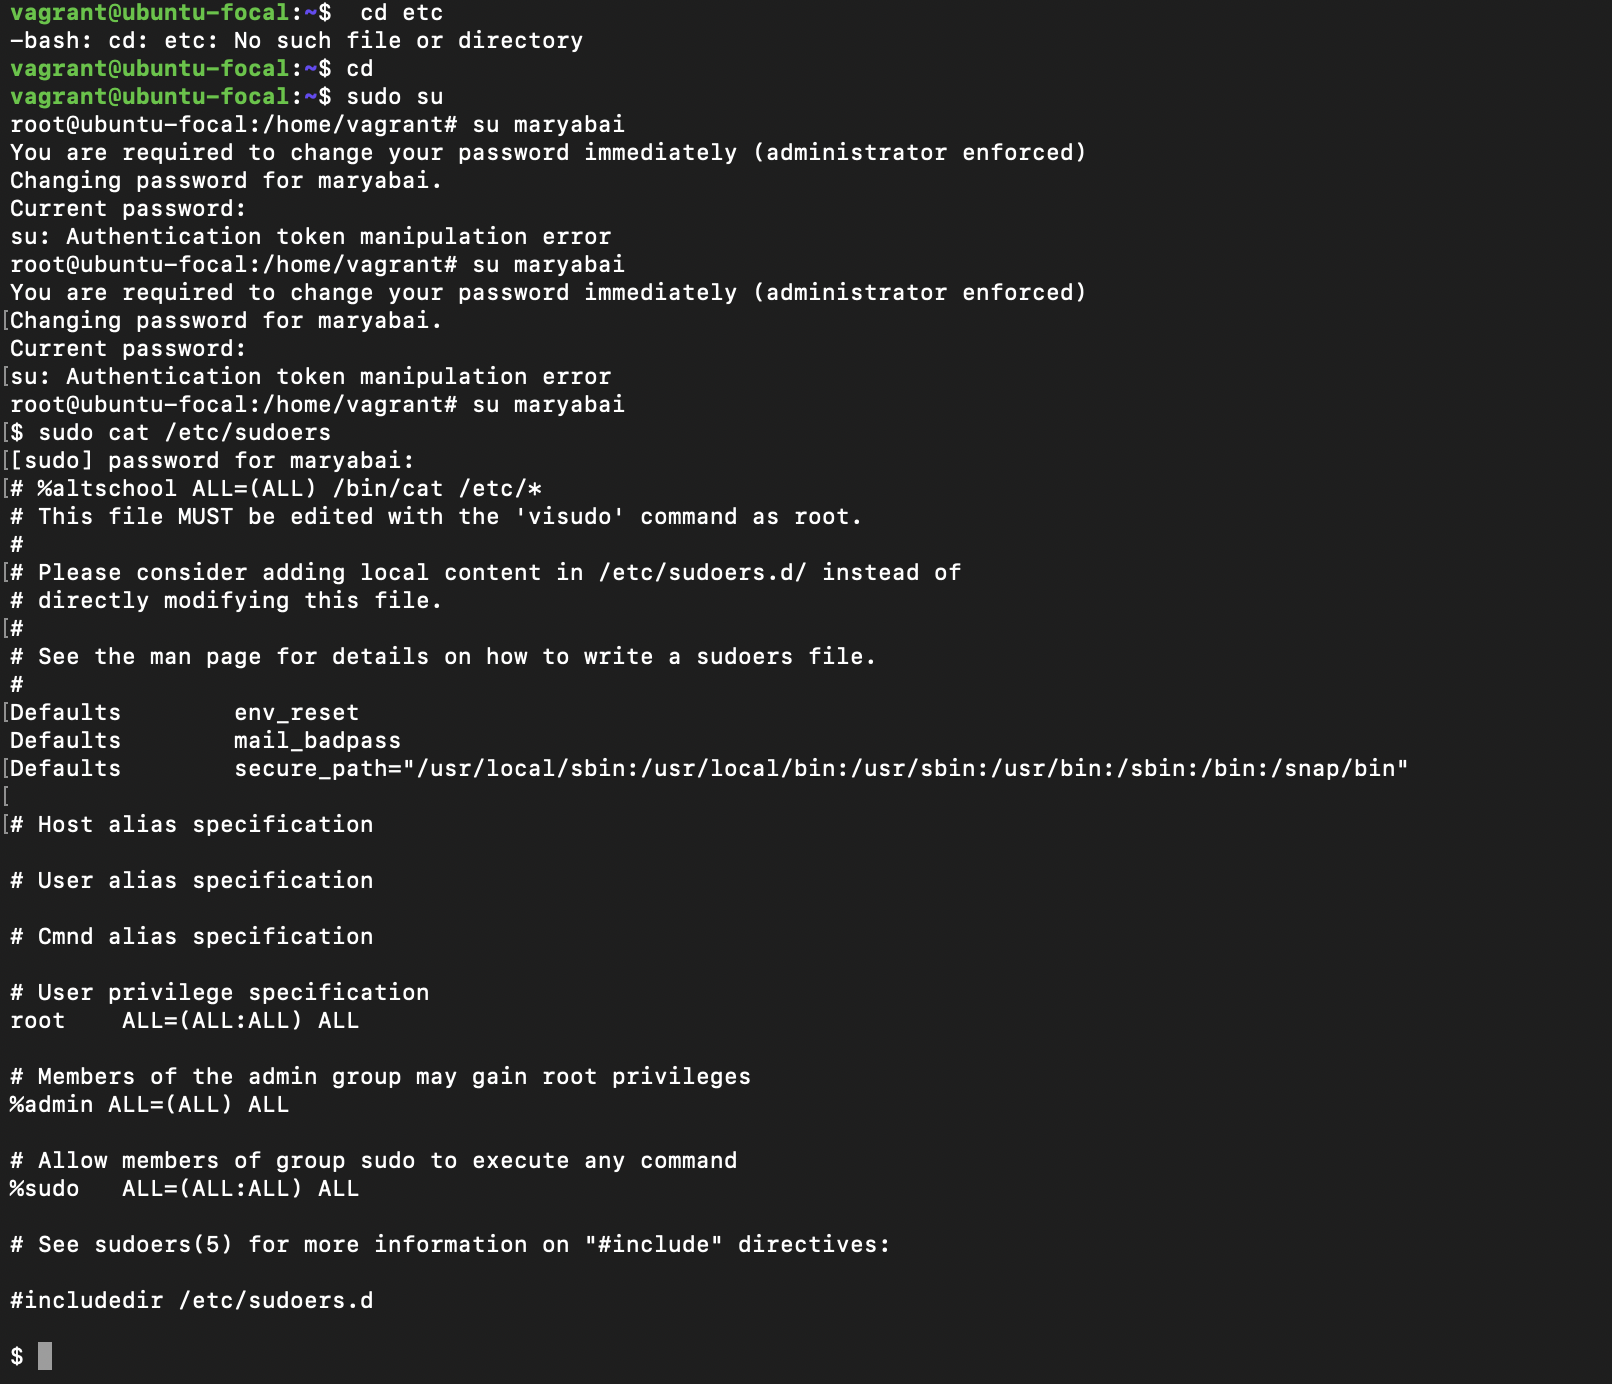 vagrant@ubuntu-focal:~$  cd etc
-bash: cd: etc: No such file or directory
vagrant@ubuntu-focal:~$ cd
vagrant@ubuntu-focal:~$ sudo su
root@ubuntu-focal:/home/vagrant# su maryabai
You are required to change your password immediately (administrator enforced)
Changing password for maryabai.
Current password:
su: Authentication token manipulation error
root@ubuntu-focal:/home/vagrant# su maryabai
You are required to change your password immediately (administrator enforced)
[Changing password for maryabai.
Current password:
[su: Authentication token manipulation error
root@ubuntu-focal:/home/vagrant# su maryabai
[$ sudo cat /etc/sudoers
[[sudo] password for maryabai:
[# %altschool ALL=(ALL) /bin/cat /etc/*
# This file MUST be edited with the 'visudo' command as root.
#
[# Please consider adding local content in /etc/sudoers.d/ instead of
# directly modifying this file.
[#
# See the man page for details on how to write a sudoers file.
#
[Defaults        env_reset
Defaults        mail_badpass
[Defaults        secure_path="/usr/local/sbin:/usr/local/bin:/usr/sbin:/usr/bin:/sbin:/bin:/snap/bin"
[
[# Host alias specification
# User alias specification
# Cmnd alias specification
# User privilege specification
root    ALL=(ALL:ALL) ALL
# Members of the admin group may gain root privileges
%admin ALL=(ALL) ALL
# Allow members of group sudo to execute any command
%sudo   ALL=(ALL:ALL) ALL
# See sudoers(5) for more information on "#include" directives:
#includedir /etc/sudoers.d
$